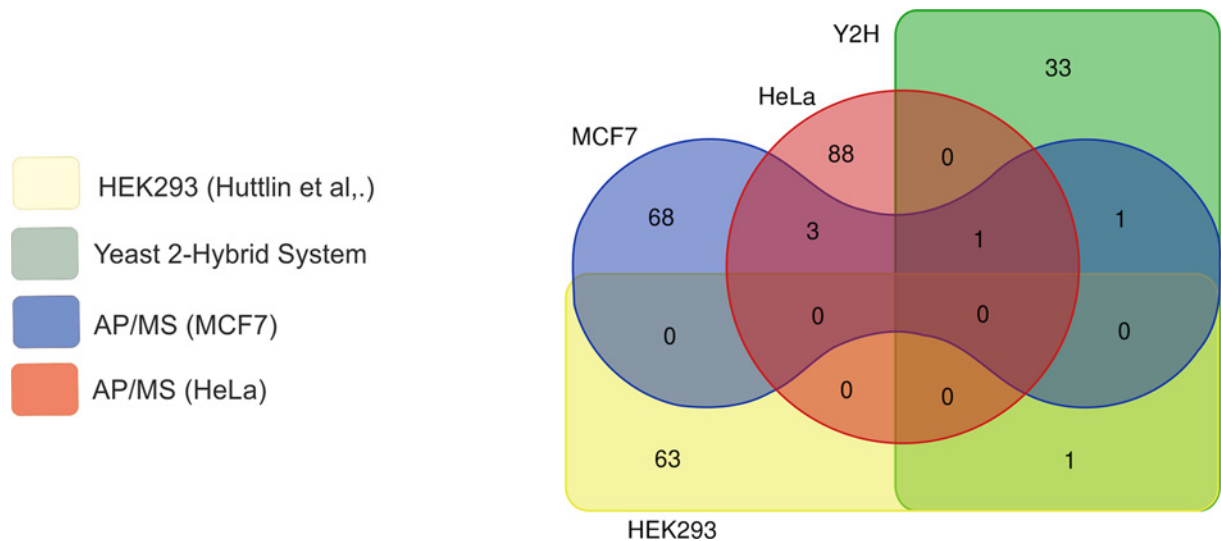 HEK293 (Huttlin et al,.)
Yeast 2-Hybrid System
AP/MS (MCF7)
AP/MS (HeLa)
Y2H
33
HeLa
MCF7
88
0
68
3
1
1
0
0
0
0
0
0
63
1
HEK293